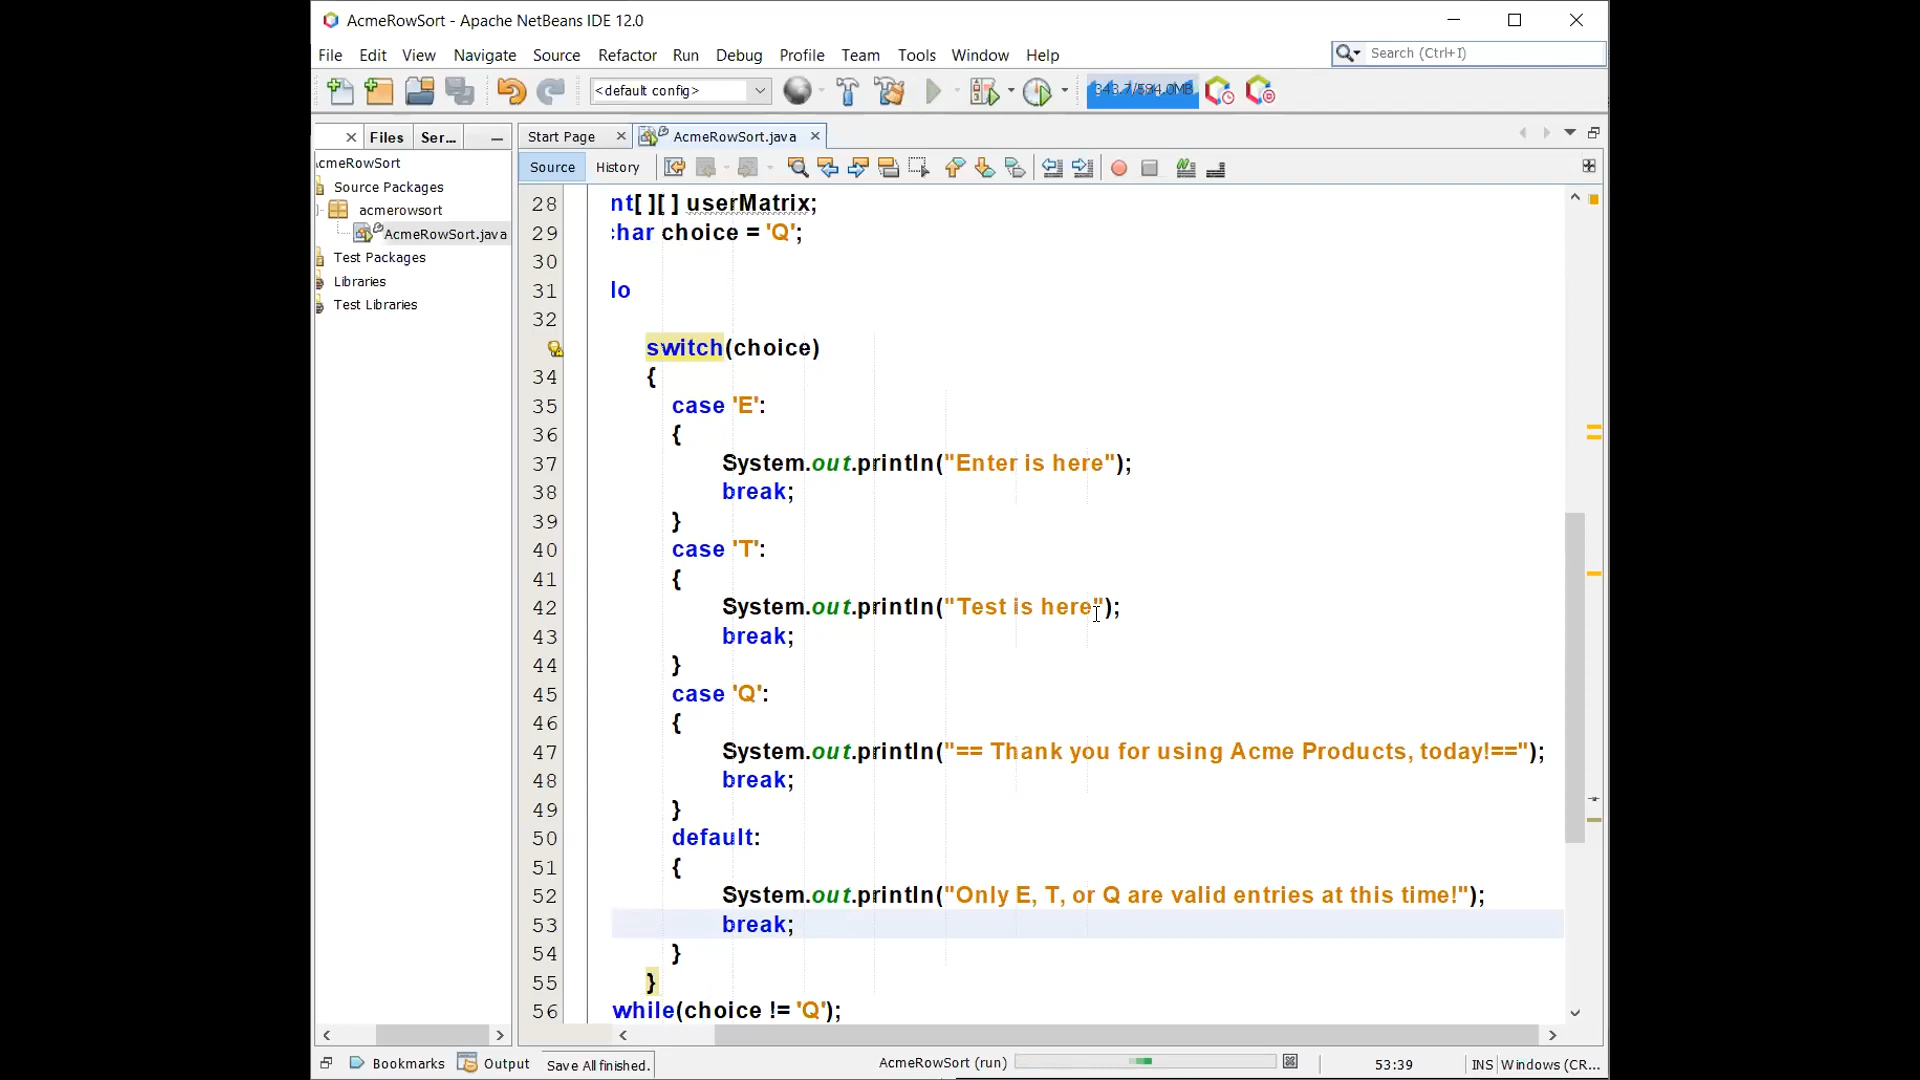 AcmeRowSort - Apache NetBeans IDE 12.0
File Edit View Navigate Source Refactor Run Debug Profile Team Tools Window Help
Search (Ctrl+I)
<default config>
343.7/584.0MB
Files Ser...
Start Page AcmeRowSort.java
cmeRowSort
Source History
Source Packages
acmerowsort
AcmeRowSort.java
Test Packages
Libraries
Test Libraries
28 nt[ ][ ] userMatrix;
29 har choice = 'Q';
30
31 lo
32
switch(choice)
34 {
35 case 'E':
36 {
37 System.out.println("Enter is here");
38 break;
39 }
40 case 'T':
41 {
42 System.out.println("Test is here");
43 break;
44 }
45 case 'Q':
46 {
47 System.out.println("== Thank you for using Acme Products, today!==");
48 break;
49 }
50 default:
51 {
52 System.out.println("Only E, T, or Q are valid entries at this time!");
53 break;
54 }
55 }
56 while(choice != 'Q');
Bookmarks Output Save All finished. AcmeRowSort (run) 53:39 INS Windows (CR...